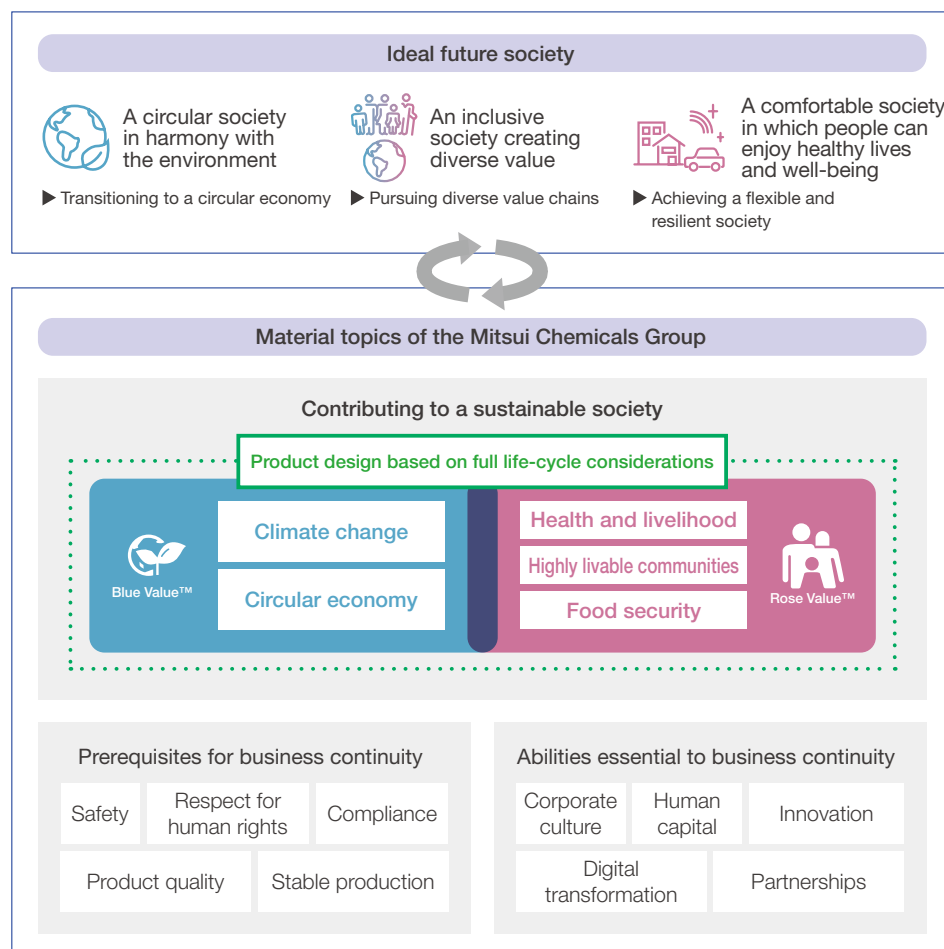 Ideal future society
A circular society
in harmony with
the environment
▶ Transitioning to a circular economy
An inclusive
society creating
diverse value
▶ Pursuing diverse value chains
A comfortable society
in which people can
enjoy healthy lives
and well-being
▶ Achieving a flexible and
resilient society
Material topics of the Mitsui Chemicals Group
Contributing to a sustainable society
Product design based on full life-cycle considerations
Blue Value™
Climate change
Circular economy
Health and livelihood
Highly livable communities
Food security
Rose Value™
Prerequisites for business continuity
Safety
Respect for
human rights
Compliance
Product quality
Stable production
Abilities essential to business continuity
Corporate
culture
Human
capital
Innovation
Digital
transformation
Partnerships